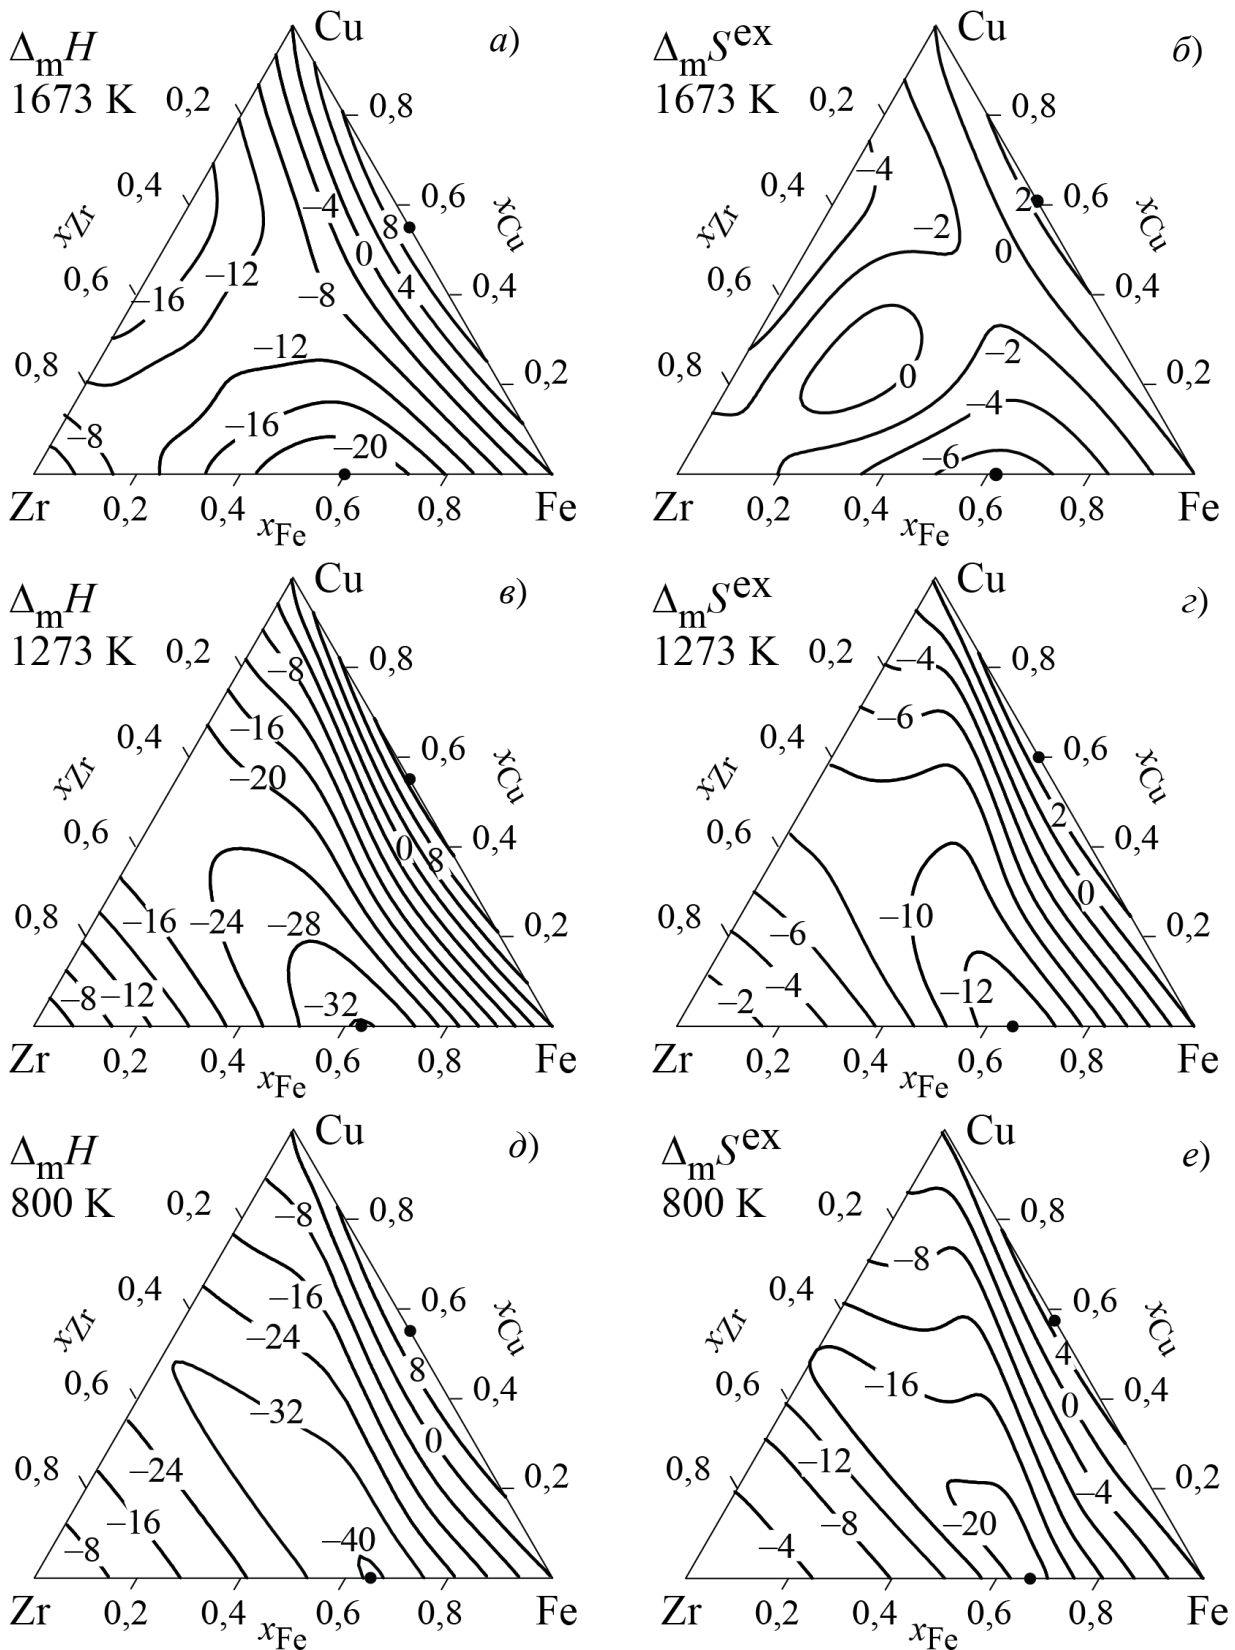 Cu
а)
ΔmH
1673 K
0,2
0,8
0,4
0,6
xZr
xCu
–4
8
0
0,6
–12
–16
–8
4
0,4
–12
0,8
0,2
–8
–16
–20
Zr
0,2
0,4
xFe
0,6
0,8
Fe
Cu
б)
ΔmSex
1673 K
0,2
0,8
–4
0,4
2
0,6
xZr
xCu
–2
0
0,6
0,4
–2
0,8
0
0,2
–4
–6
Zr
0,2
0,4
xFe
0,6
0,8
Fe
Cu
в)
ΔmH
1273 K
0,2
0,8
–8
0,4
–16
0,6
xZr
xCu
–20
0,6
0
8
0,4
0,8
–16
–24
–28
0,2
–8
–12
–32
Zr
0,2
0,4
xFe
0,6
0,8
Fe
Cu
г)
ΔmSex
1273 K
0,2
–4
0,8
–6
0,4
0,6
xZr
xCu
2
0,6
0,4
0
0,8
–6
–10
0,2
–2
–4
–12
Zr
0,2
0,4
xFe
0,6
0,8
Fe
Cu
д)
ΔmH
800 K
0,2
–8
0,8
0,4
–16
0,6
xZr
xCu
–24
8
0,6
–32
0,4
0
0,8
–24
0,2
–16
–8
–40
Zr
0,2
0,4
xFe
0,6
0,8
Fe
Cu
е)
ΔmSex
800 K
0,2
0,8
–8
0,4
0,6
xZr
xCu
4
0,6
–16
0
0,4
0,8
–12
–4
0,2
–8
–20
–4
Zr
0,2
0,4
xFe
0,6
0,8
Fe